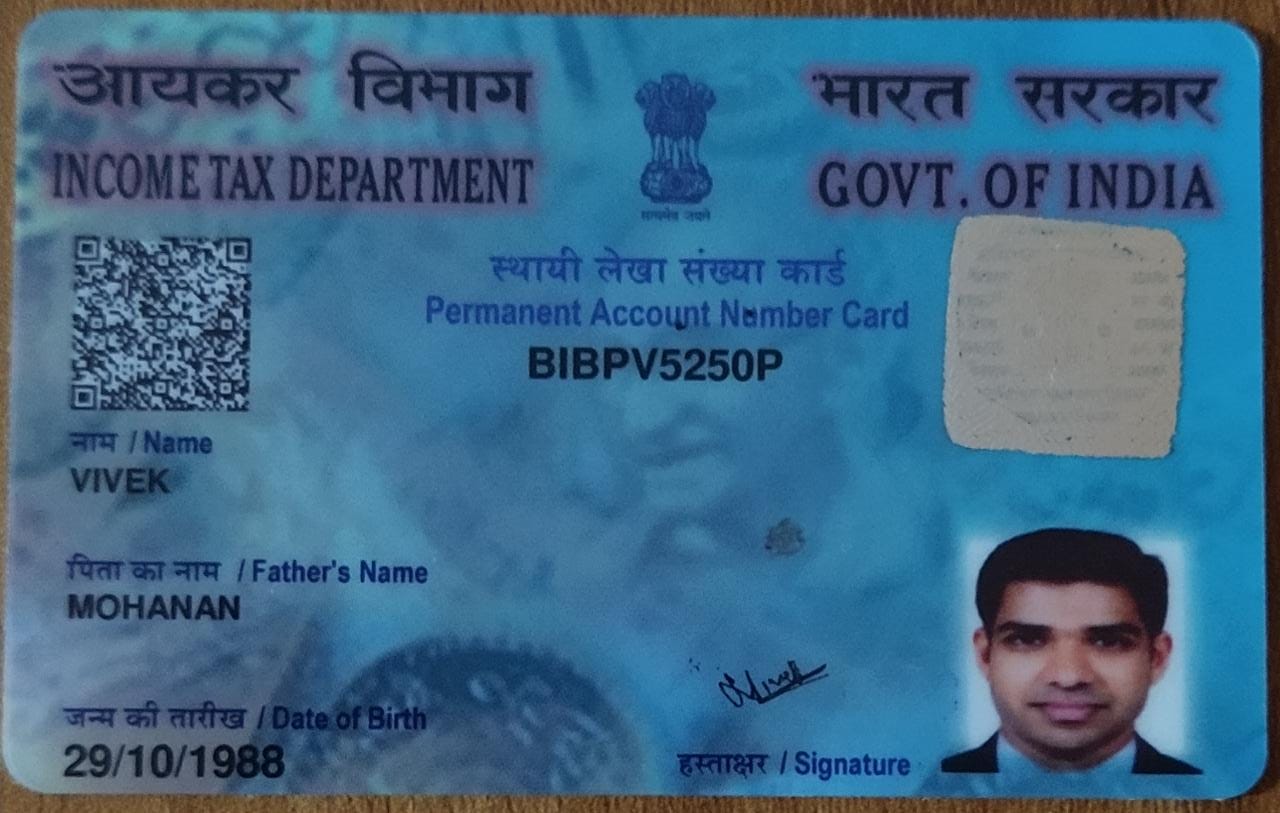 आयकर विभाग
INCOME TAX DEPARTMENT
भारत सरकार
GOVT. OF INDIA
सत्यमेव जयते
स्थायी लेखा संख्या कार्ड
Permanent Account Number Card
BIBPV5250P
नाम / Name
VIVEK
पिता का नाम / Father's Name
MOHANAN
जन्म की तारीख / Date of Birth
29/10/1988
Vivek
हस्ताक्षर / Signature